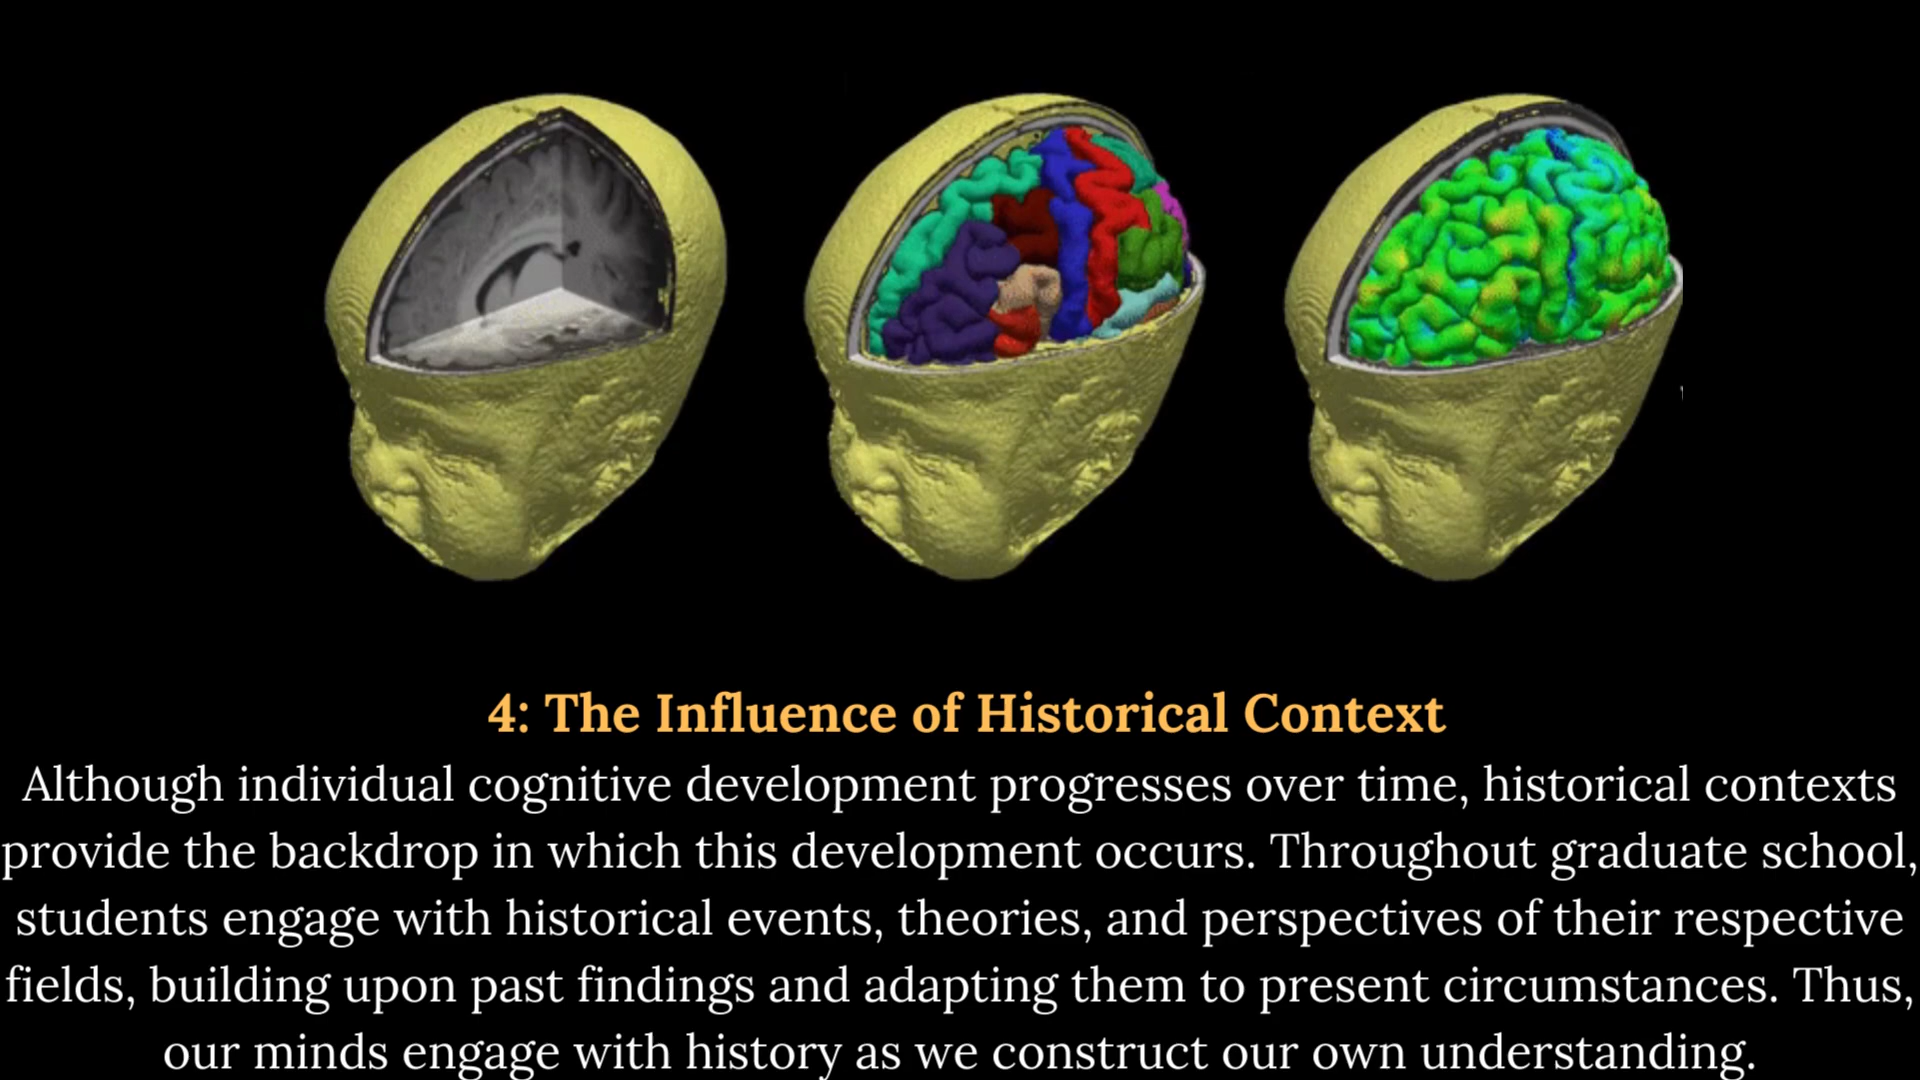 4: The Influence of Historical Context
Although individual cognitive development progresses over time, historical contexts
provide the backdrop in which this development occurs. Throughout graduate school,
students engage with historical events, theories, and perspectives of their respective
fields, building upon past findings and adapting them to present circumstances. Thus,
our minds engage with history as we construct our own understanding.